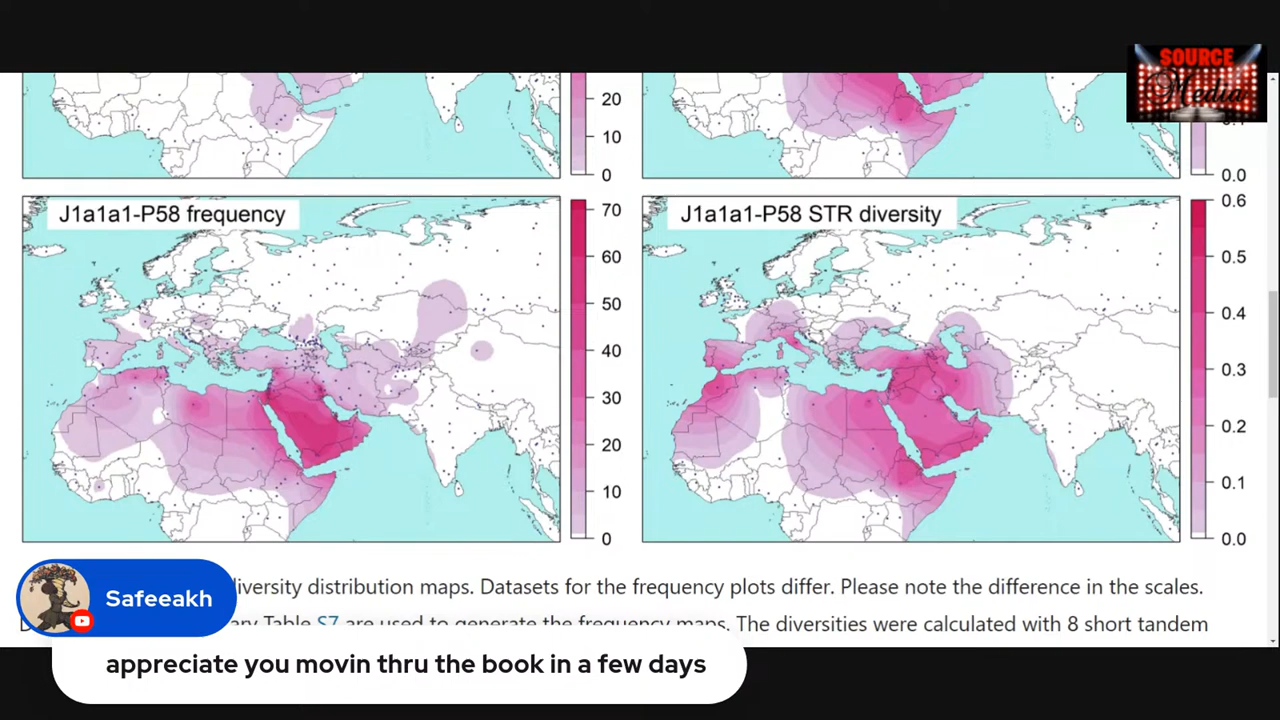 SOURCE
Media
20
10
0
0.0
J1a1a1-P58 frequency
70
60
50
40
30
20
10
0
J1a1a1-P58 STR diversity
0.6
0.5
0.4
0.3
0.2
0.1
0.0
diversity distribution maps. Datasets for the frequency plots differ. Please note the difference in the scales.
Table S7 are used to generate the frequency maps. The diversities were calculated with 8 short tandem
Safeeakh
appreciate you movin thru the book in a few days